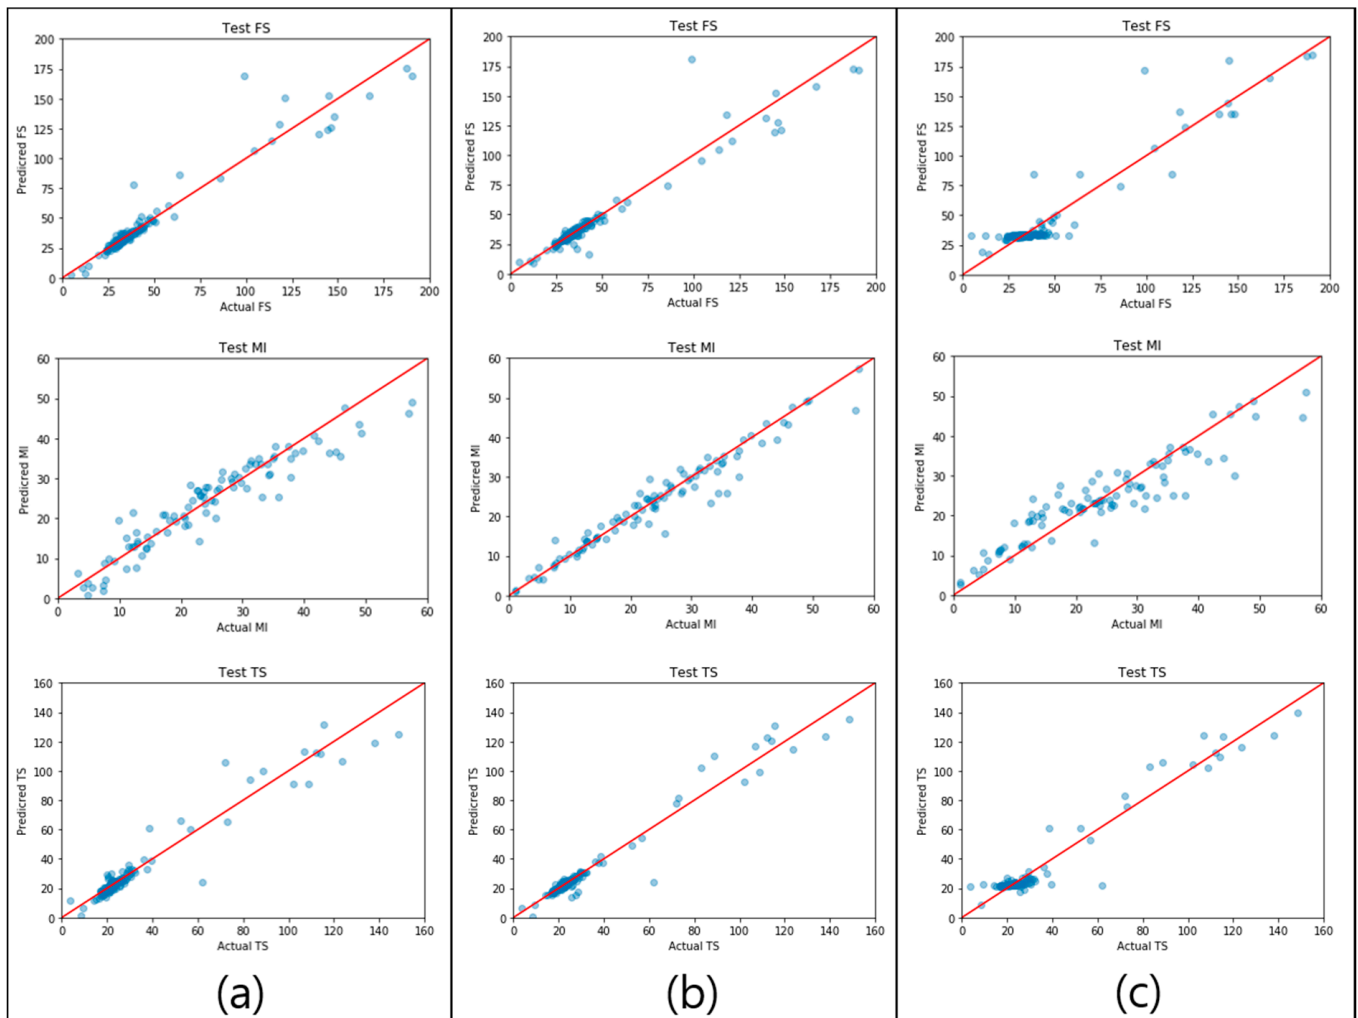 Test FS
200
175
150
125
100
75
50
25
0
Predicred FS
0 25 50 75 100 125 150 175 200
Actual FS
Test MI
60
50
40
30
20
10
0
Predicred MI
0 10 20 30 40 50 60
Actual MI
Test TS
160
140
120
100
80
60
40
20
0
Predicred TS
0 20 40 60 80 100 120 140 160
Actual TS
(a)
Test FS
200
175
150
125
100
75
50
25
0
Predicred FS
0 25 50 75 100 125 150 175 200
Actual FS
Test MI
60
50
40
30
20
10
0
Predicred MI
0 10 20 30 40 50 60
Actual MI
Test TS
160
140
120
100
80
60
40
20
0
Predicred TS
0 20 40 60 80 100 120 140 160
Actual TS
(b)
Test FS
200
175
150
125
100
75
50
25
0
Predicred FS
0 25 50 75 100 125 150 175 200
Actual FS
Test MI
60
50
40
30
20
10
0
Predicred MI
0 10 20 30 40 50 60
Actual MI
Test TS
160
140
120
100
80
60
40
20
0
Predicred TS
0 20 40 60 80 100 120 140 160
Actual TS
(c)